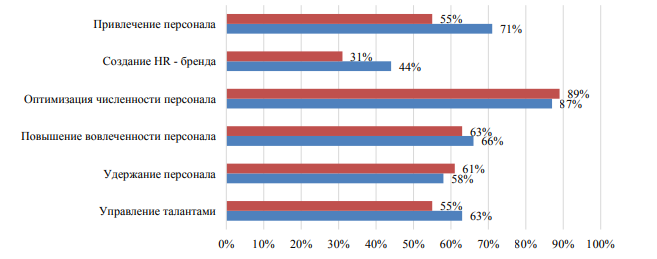 Привлечение персонала
55%
71%
Создание HR - бренда
31%
44%
Оптимизация численности персонала
89%
87%
Повышение вовлеченности персонала
63%
66%
Удержание персонала
61%
58%
Управление талантами
55%
63%
0% 10% 20% 30% 40% 50% 60% 70% 80% 90% 100%